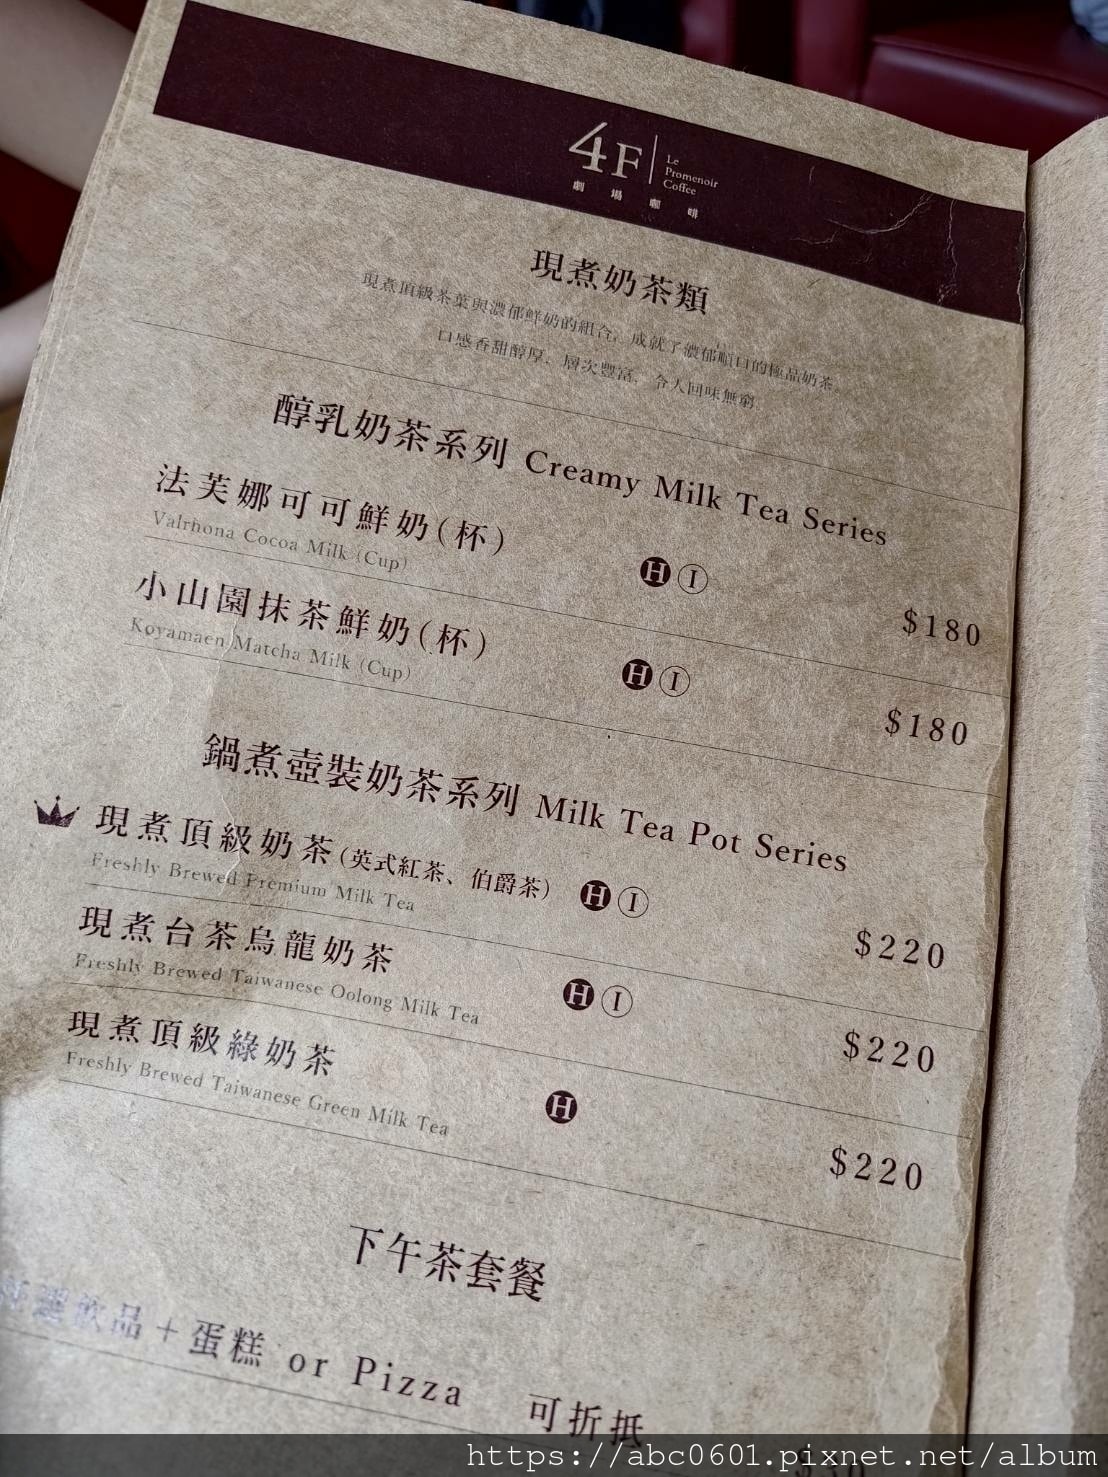 4F
Le
Promenoir
Coffee
劇場咖啡
現煮奶茶類
現煮頂級茶葉與濃郁鮮奶的組合，成就了濃郁順口的極品奶茶。
口感香甜醇厚，層次豐富，令人回味無窮
醇乳奶茶系列 Creamy Milk Tea Series
法芙娜可可鮮奶(杯) H I $180
Valrhona Cocoa Milk (Cup)
小山園抹茶鮮奶(杯) H I $180
Koyamaen Matcha Milk (Cup)
鍋煮壺裝奶茶系列 Milk Tea Pot Series
現煮頂級奶茶(英式紅茶、伯爵茶) H I $220
Freshly Brewed Premium Milk Tea
現煮台茶烏龍奶茶 H I $220
Freshly Brewed Taiwanese Oolong Milk Tea
現煮頂級綠奶茶 H $220
Freshly Brewed Taiwanese Green Milk Tea
下午茶套餐
任選飲品＋蛋糕 or Pizza 可折抵
https://abc0601.pixnet.net/album